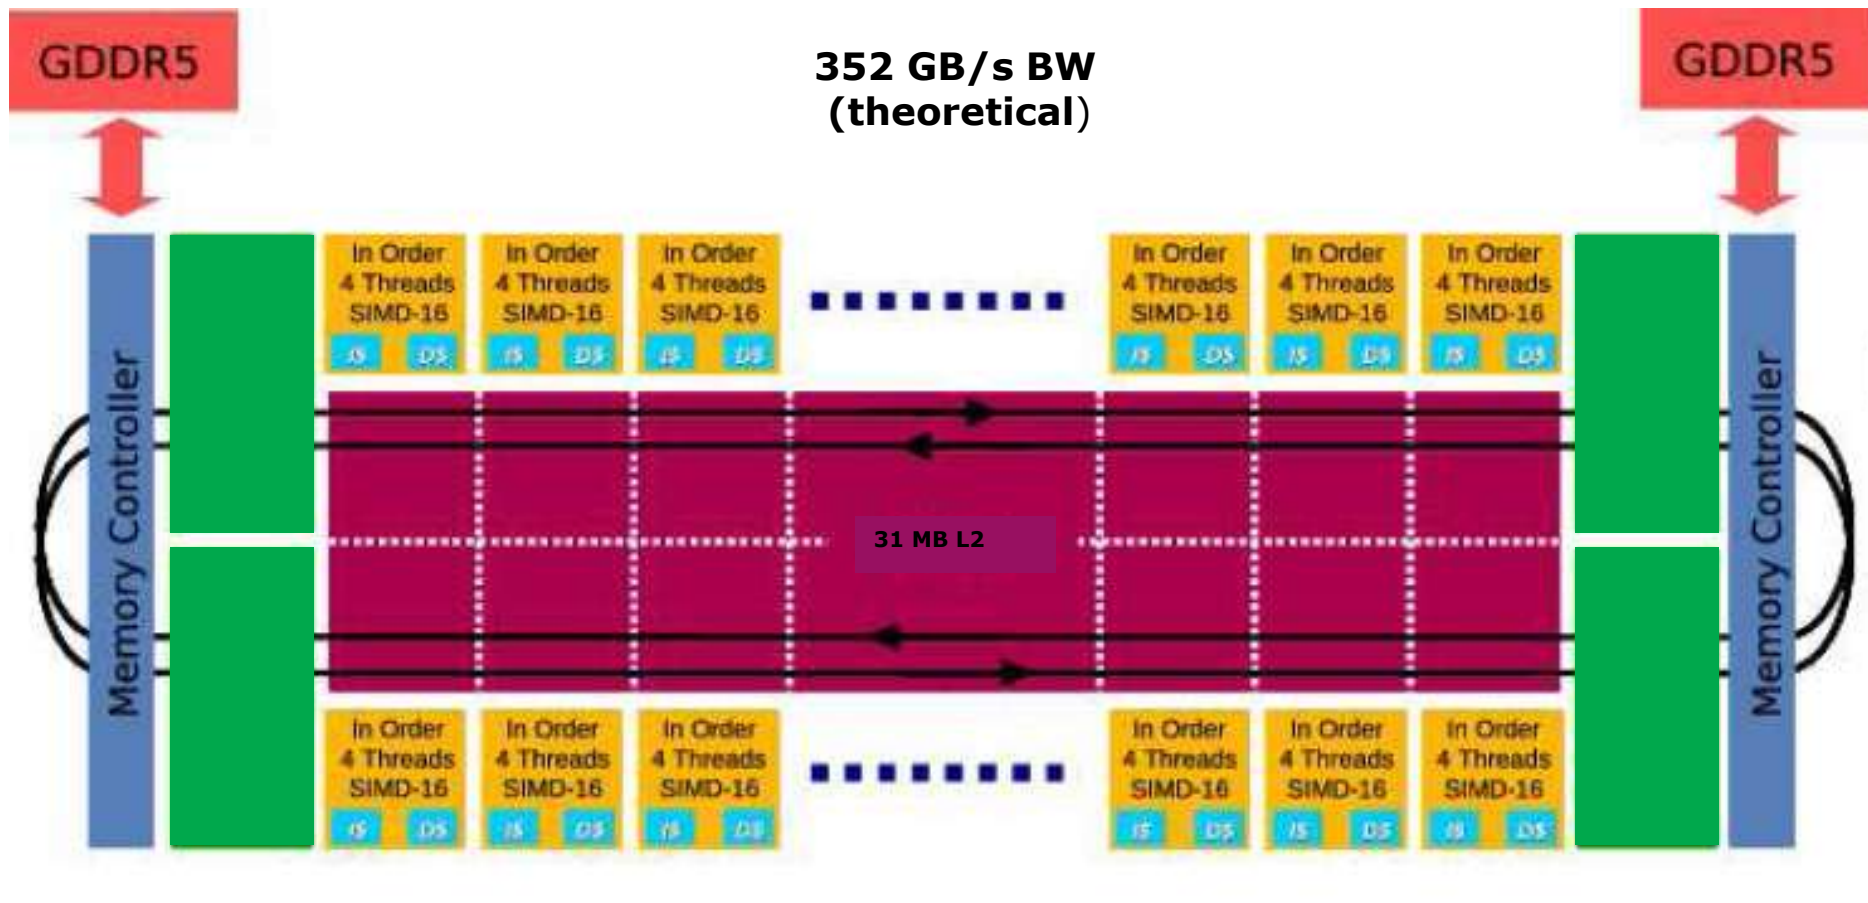 GDDR5
352 GB/s BW
(theoretical)
GDDR5
Memory Controller
In Order
4 Threads
SIMD-16
I$ D$
In Order
4 Threads
SIMD-16
I$ D$
In Order
4 Threads
SIMD-16
I$ D$
In Order
4 Threads
SIMD-16
I$ D$
In Order
4 Threads
SIMD-16
I$ D$
In Order
4 Threads
SIMD-16
I$ D$
Memory Controller
31 MB L2
In Order
4 Threads
SIMD-16
I$ D$
In Order
4 Threads
SIMD-16
I$ D$
In Order
4 Threads
SIMD-16
I$ D$
In Order
4 Threads
SIMD-16
I$ D$
In Order
4 Threads
SIMD-16
I$ D$
In Order
4 Threads
SIMD-16
I$ D$